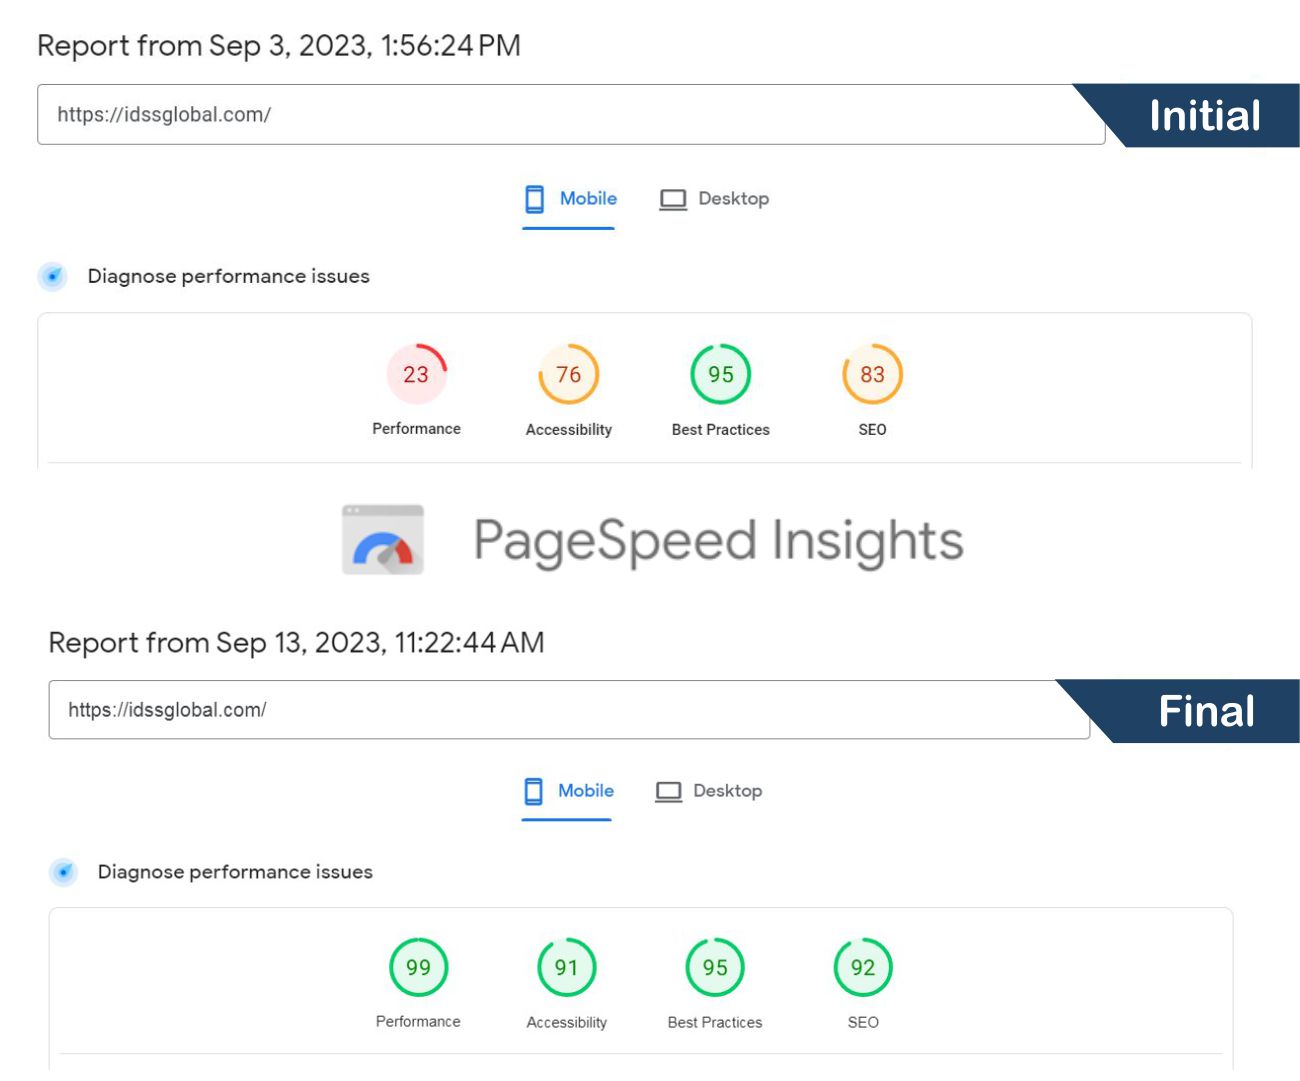 Report from Sep 3, 2023, 1:56:24 PM
https://idssglobal.com/
Initial
Mobile
Desktop
Diagnose performance issues
23
76
95
83
Performance
Accessibility
Best Practices
SEO
PageSpeed Insights
Report from Sep 13, 2023, 11:22:44 AM
https://idssglobal.com/
Final
Mobile
Desktop
Diagnose performance issues
99
91
95
92
Performance
Accessibility
Best Practices
SEO